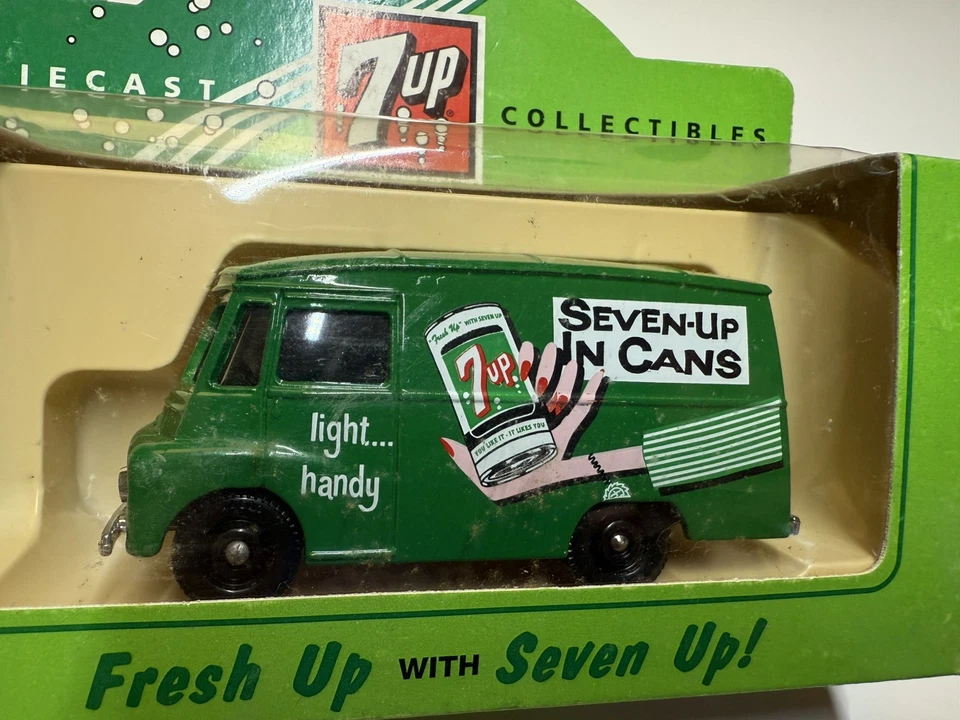 IECAST
7UP
COLLECTIBLES
SEVEN-UP
IN CANS
"Fresh Up" WITH SEVEN UP
7UP
YOU LIKE IT - IT LIKES YOU
light...
handy
Fresh Up WITH Seven Up!